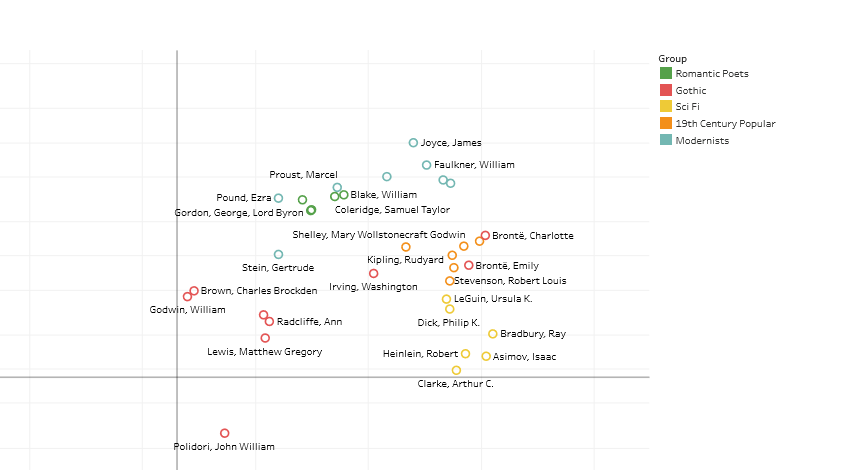 Group
Romantic Poets
Gothic
Sci Fi
19th Century Popular
Modernists
Joyce, James
Faulkner, William
Proust, Marcel
Pound, Ezra
Blake, William
Gordon, George, Lord Byron
Coleridge, Samuel Taylor
Shelley, Mary Wollstonecraft Godwin
Brontë, Charlotte
Kipling, Rudyard
Stein, Gertrude
Brontë, Emily
Stevenson, Robert Louis
Irving, Washington
Brown, Charles Brockden
LeGuin, Ursula K.
Godwin, William
Radcliffe, Ann
Dick, Philip K.
Bradbury, Ray
Lewis, Matthew Gregory
Heinlein, Robert
Asimov, Isaac
Clarke, Arthur C.
Polidori, John William